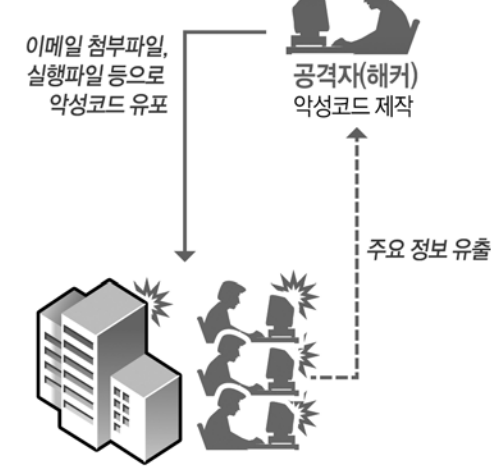 이메일 첨부파일,
실행파일 등으로
악성코드 유포
공격자(해커)
악성코드 제작
주요 정보 유출